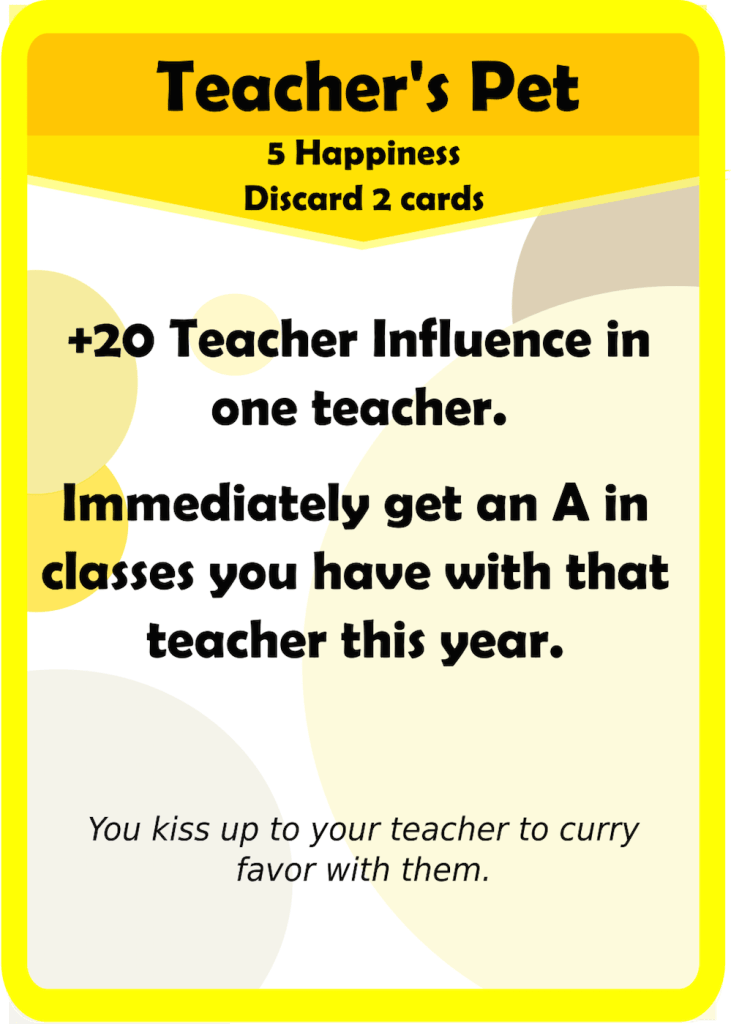 Teacher's Pet
5 Happiness
Discard 2 cards
+20 Teacher Influence in
one teacher.
Immediately get an A in
classes you have with that
teacher this year.
You kiss up to your teacher to curry
favor with them.